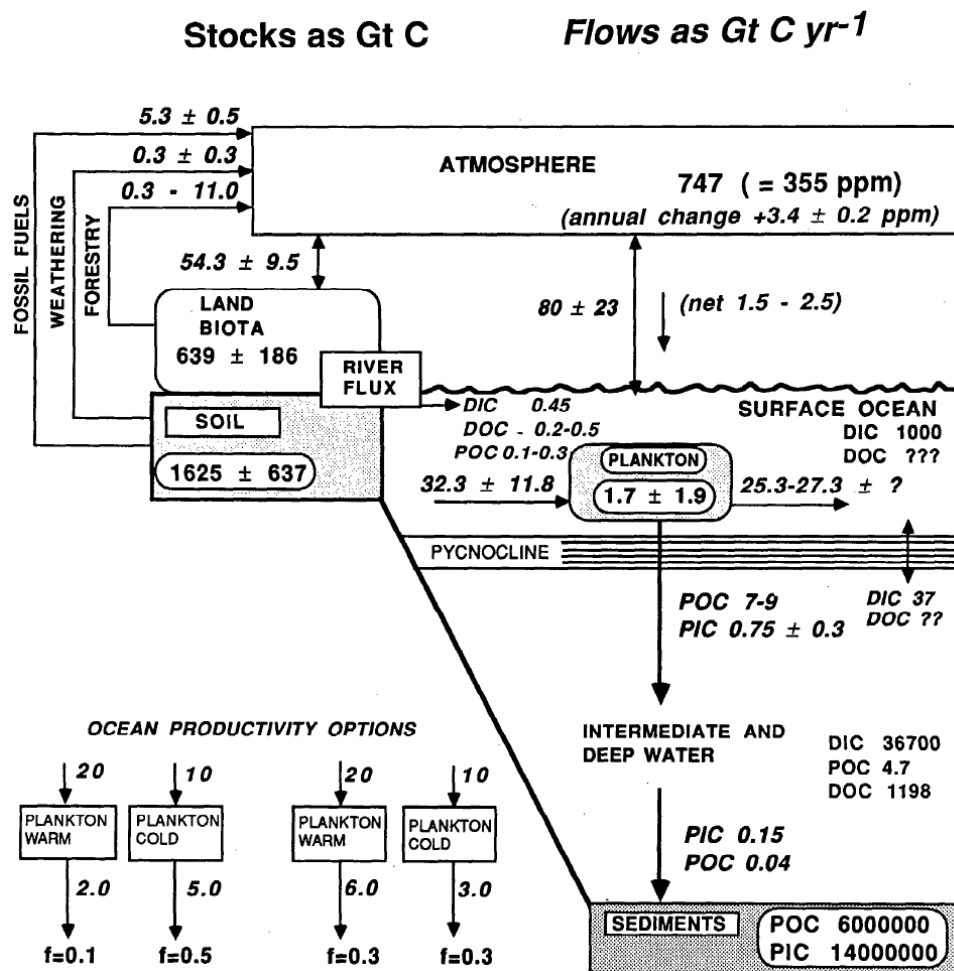 Stocks as Gt C
Flows as Gt C yr-1
5.3 ± 0.5
0.3 ± 0.3
0.3 - 11.0
FOSSIL FUELS
WEATHERING
FORESTRY
ATMOSPHERE
747 ( = 355 ppm)
(annual change +3.4 ± 0.2 ppm)
54.3 ± 9.5
80 ± 23
(net 1.5 - 2.5)
LAND
BIOTA
639 ± 186
RIVER
FLUX
SOIL
1625 ± 637
DIC 0.45
DOC - 0.2-0.5
POC 0.1-0.3
SURFACE OCEAN
DIC 1000
DOC ???
PLANKTON
1.7 ± 1.9
32.3 ± 11.8
25.3-27.3 ± ?
PYCNOCLINE
POC 7-9
PIC 0.75 ± 0.3
DIC 37
DOC ??
INTERMEDIATE AND
DEEP WATER
DIC 36700
POC 4.7
DOC 1198
PIC 0.15
POC 0.04
SEDIMENTS
POC 6000000
PIC 14000000
OCEAN PRODUCTIVITY OPTIONS
20
10
20
10
PLANKTON
WARM
PLANKTON
COLD
PLANKTON
WARM
PLANKTON
COLD
2.0
5.0
6.0
3.0
f=0.1
f=0.5
f=0.3
f=0.3